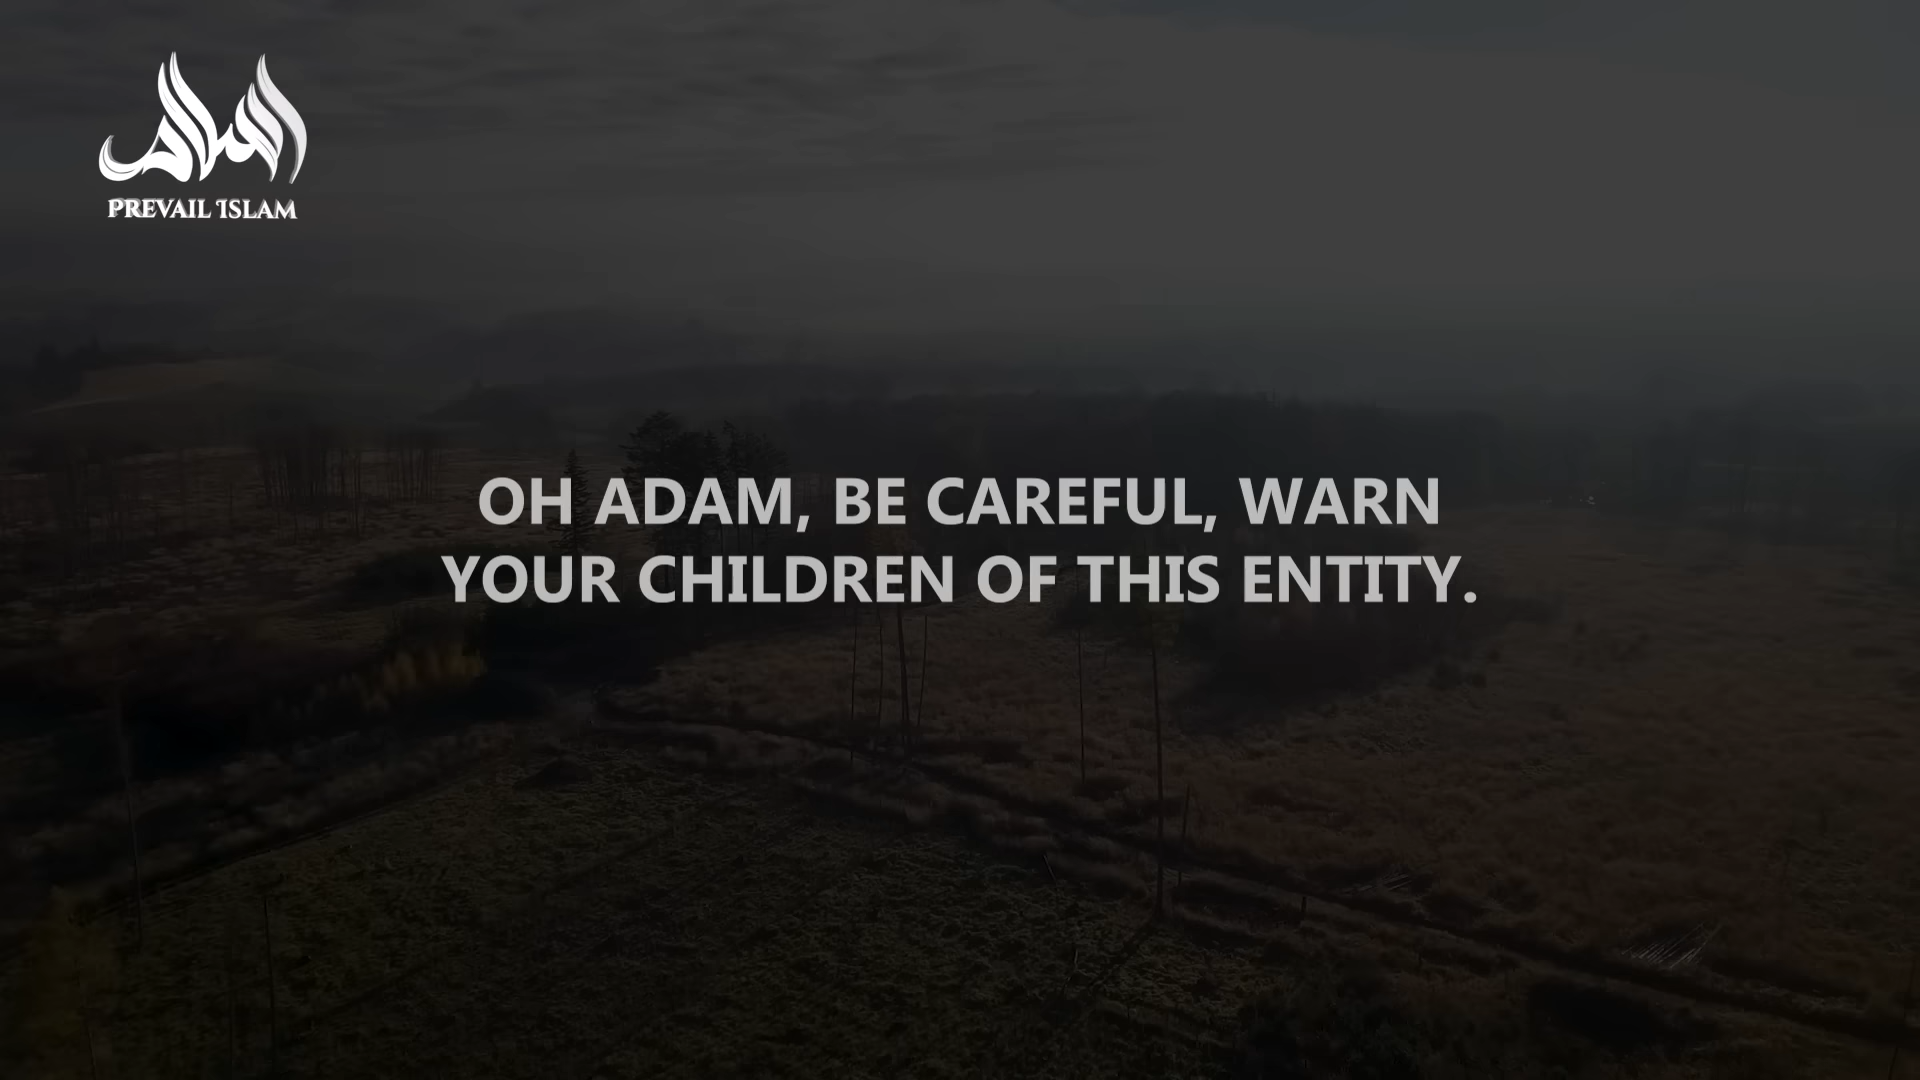 PREVAIL ISLAM
OH ADAM, BE CAREFUL, WARN
YOUR CHILDREN OF THIS ENTITY.